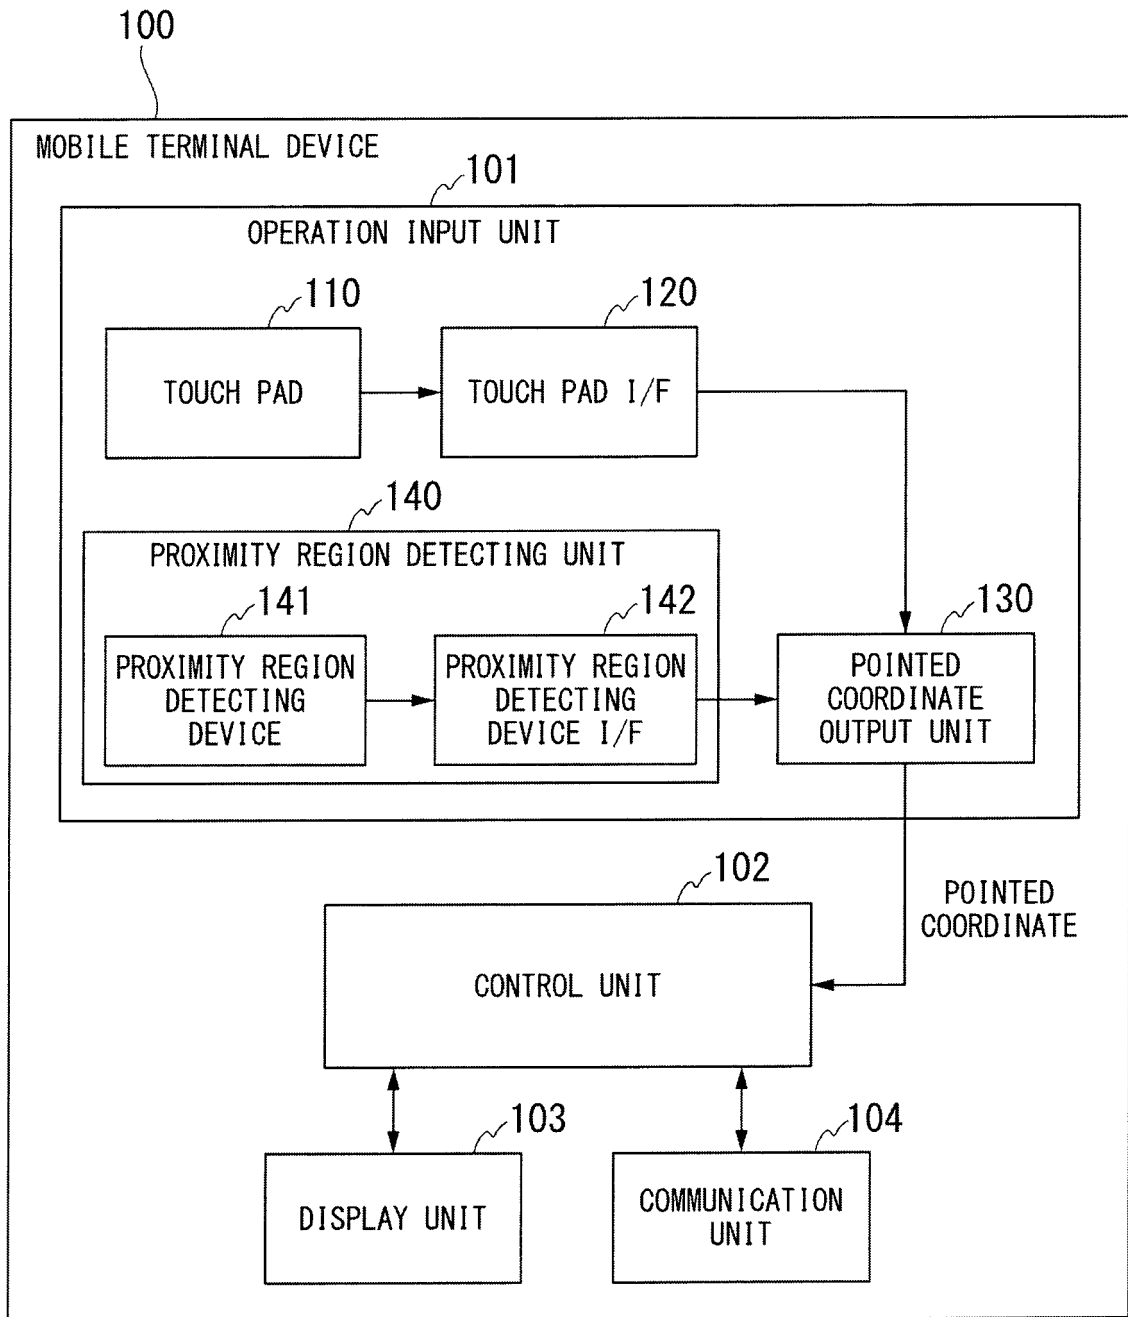 100
MOBILE TERMINAL DEVICE
101
OPERATION INPUT UNIT
110
120
TOUCH PAD
TOUCH PAD I/F
140
PROXIMITY REGION DETECTING UNIT
141
142
130
PROXIMITY REGION
DETECTING
DEVICE
PROXIMITY REGION
DETECTING
DEVICE I/F
POINTED
COORDINATE
OUTPUT UNIT
102
POINTED
COORDINATE
CONTROL UNIT
103
104
DISPLAY UNIT
COMMUNICATION
UNIT